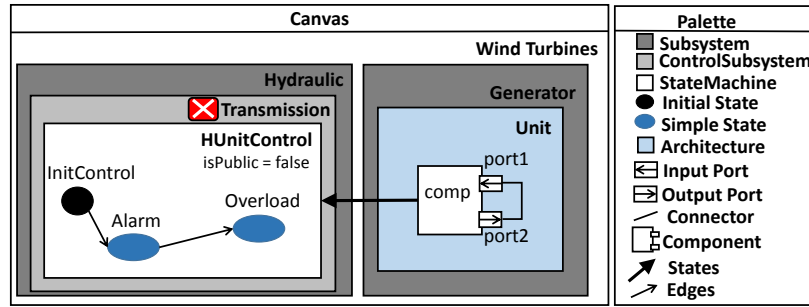 Canvas
Wind Turbines
Hydraulic
Transmission
HUnitControl
isPublic = false
InitControl
Alarm
Overload
Generator
Unit
port1
comp
port2
Palette
Subsystem
ControlSubsystem
StateMachine
Initial State
Simple State
Architecture
Input Port
Output Port
Connector
Component
States
Edges